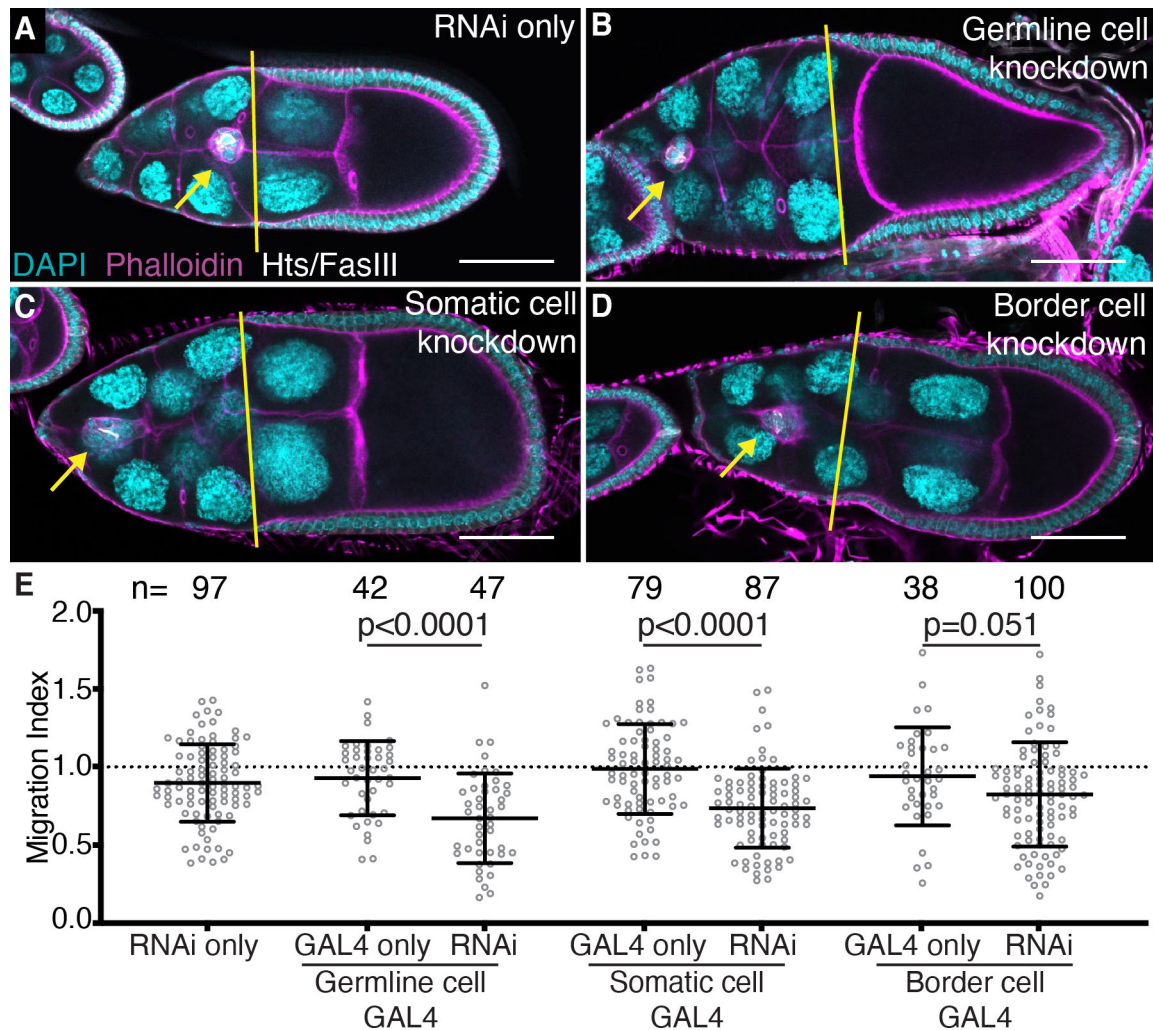 A
RNAi only
DAPI Phalloidin Hts/FasIII
B
Germline cell
knockdown
C
Somatic cell
knockdown
D
Border cell
knockdown
E
n= 97 42 47 79 87 38 100
p<0.0001 p<0.0001 p=0.051
Migration Index
2.0
1.5
1.0
0.5
0.0
RNAi only GAL4 only RNAi GAL4 only RNAi GAL4 only RNAi
Germline cell Somatic cell Border cell
GAL4 GAL4 GAL4